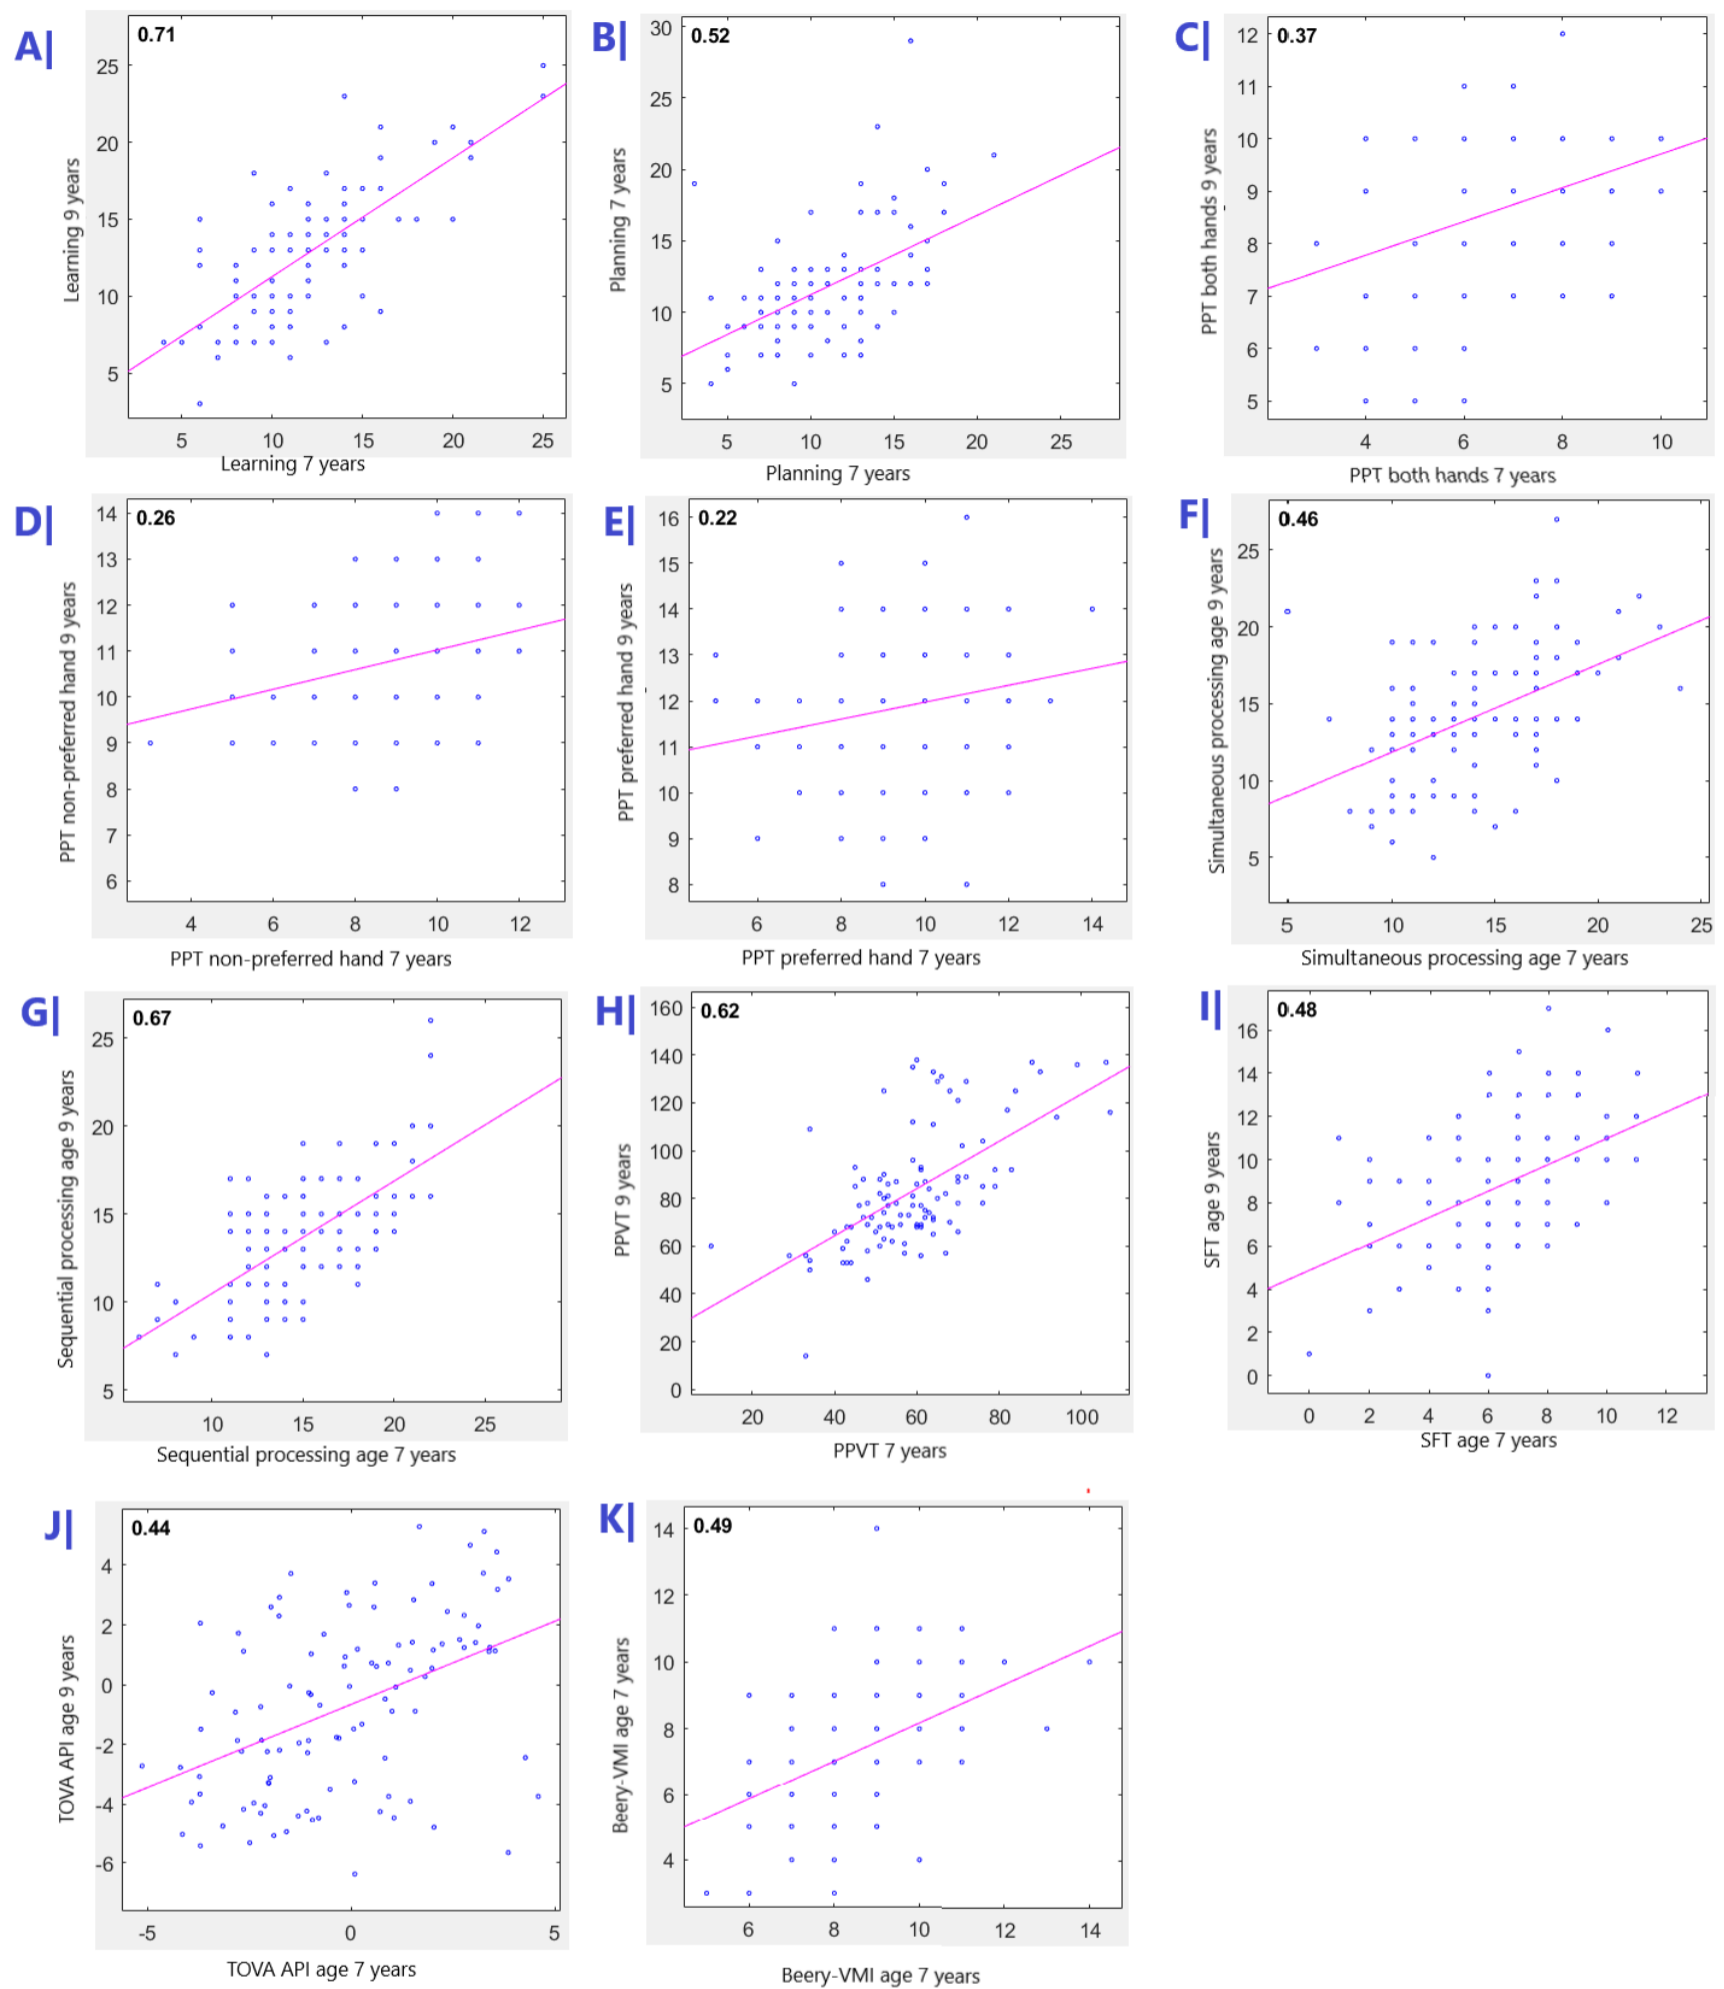 A|
0.71
25
20
15
10
5
Learning 9 years
5 10 15 20 25
Learning 7 years
B|
0.52
30
25
20
15
10
5
Planning 7 years
5 10 15 20 25
Planning 7 years
C|
0.37
12
11
10
9
8
7
6
5
PPT both hands 9 years
4 6 8 10
PPT both hands 7 years
D|
0.26
14
13
12
11
10
9
8
7
6
PPT non-preferred hand 9 years
4 6 8 10 12
PPT non-preferred hand 7 years
E|
0.22
16
15
14
13
12
11
10
9
8
PPT preferred hand 9 years
6 8 10 12 14
PPT preferred hand 7 years
F|
0.46
25
20
15
10
5
Simultaneous processing age 9 years
5 10 15 20 25
Simultaneous processing age 7 years
G|
0.67
25
20
15
10
5
Sequential processing age 9 years
10 15 20 25
Sequential processing age 7 years
H|
0.62
160
140
120
100
80
60
40
20
0
PPVT 9 years
20 40 60 80 100
PPVT 7 years
I|
0.48
16
14
12
10
8
6
4
2
0
SFT age 9 years
0 2 4 6 8 10 12
SFT age 7 years
J|
0.44
4
2
0
-2
-4
-6
TOVA API age 9 years
-5 0 5
TOVA API age 7 years
K|
0.49
14
12
10
8
6
4
Beery-VMI age 7 years
6 8 10 12 14
Beery-VMI age 7 years